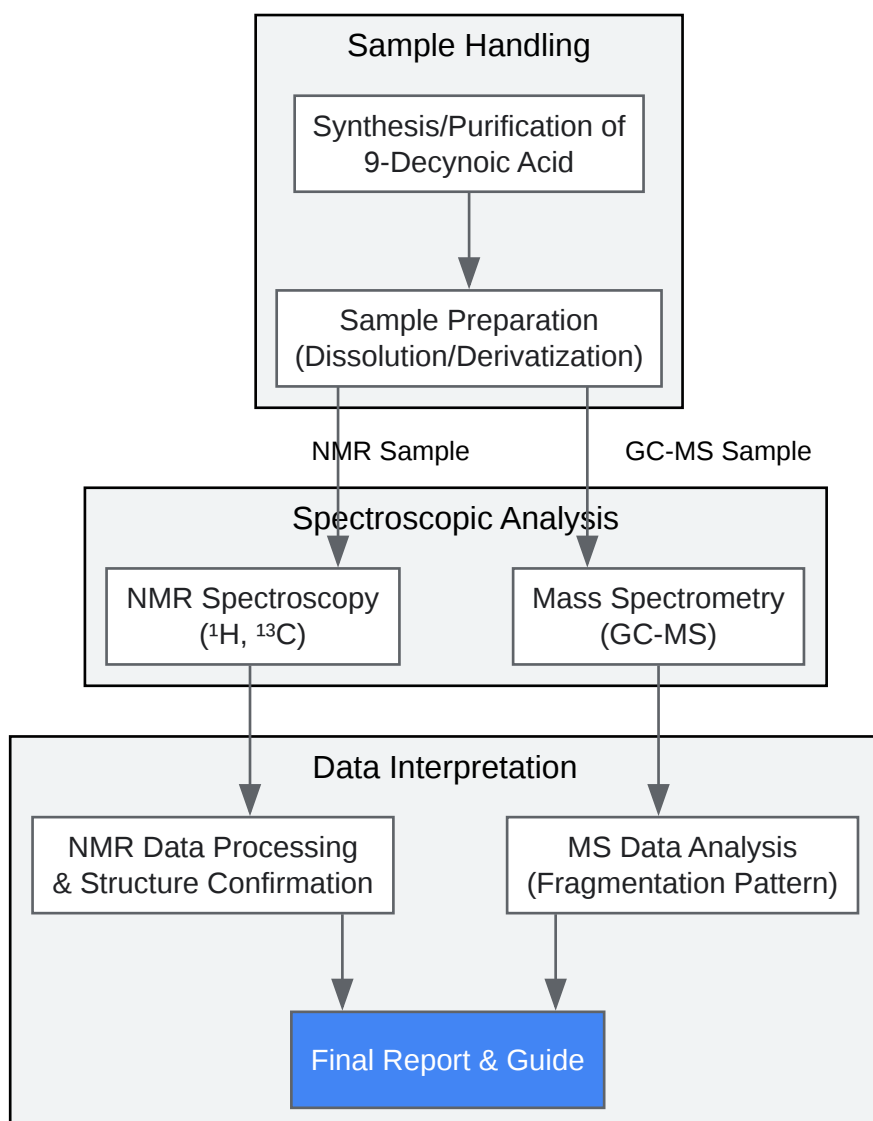 Sample Handling
Synthesis/Purification of
9-Decynoic Acid
Sample Preparation
(Dissolution/Derivatization)
NMR Sample
GC-MS Sample
Spectroscopic Analysis
NMR Spectroscopy
(¹H, ¹³C)
Mass Spectrometry
(GC-MS)
Data Interpretation
NMR Data Processing
& Structure Confirmation
MS Data Analysis
(Fragmentation Pattern)
Final Report & Guide